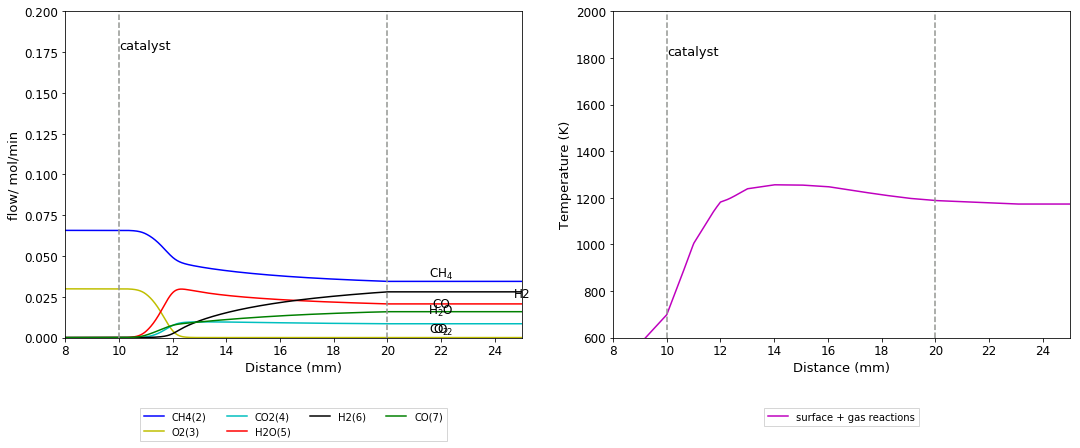 0.200
0.175
0.150
0.125
0.100
0.075
0.050
0.025
0.000
flow/ mol/min
catalyst
CH₄
H2
CO
H₂O
8 10 12 14 16 18 20 22 24
Distance (mm)
CH4(2) CO2(4) H2(6) CO(7)
O2(3) H2O(5)
2000
1800
1600
1400
1200
1000
800
600
Temperature (K)
catalyst
8 10 12 14 16 18 20 22 24
Distance (mm)
surface + gas reactions